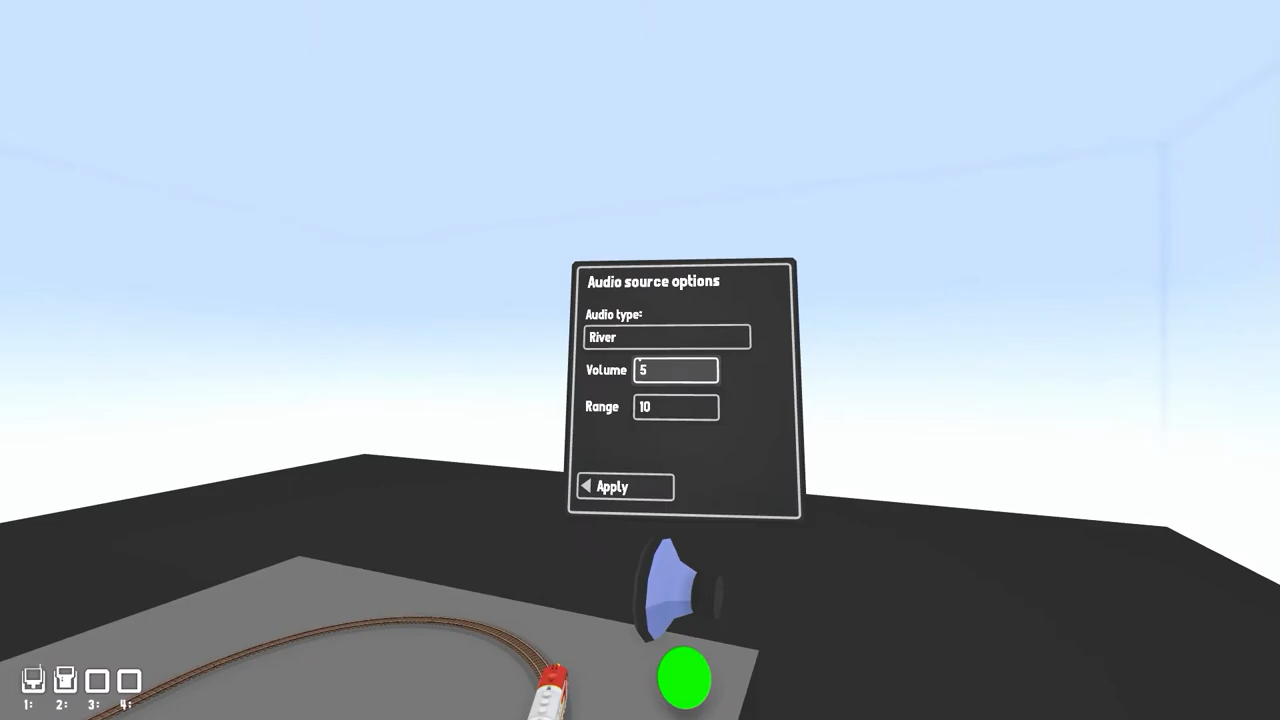 Audio source options
Audio type:
River
Volume 5
Range 10
Apply
1: 2: 3: 4: